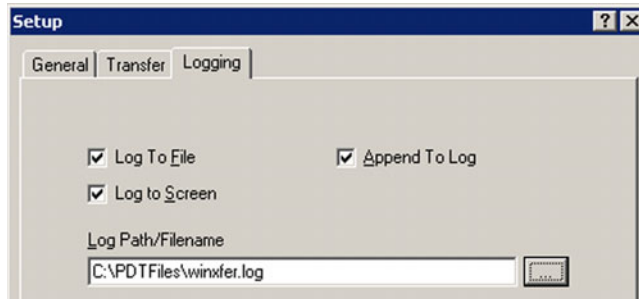 Setup
General Transfer Logging
Log To File Append To Log
Log to Screen
Log Path/Filename
C:\PDTFiles\winxfer.log ...